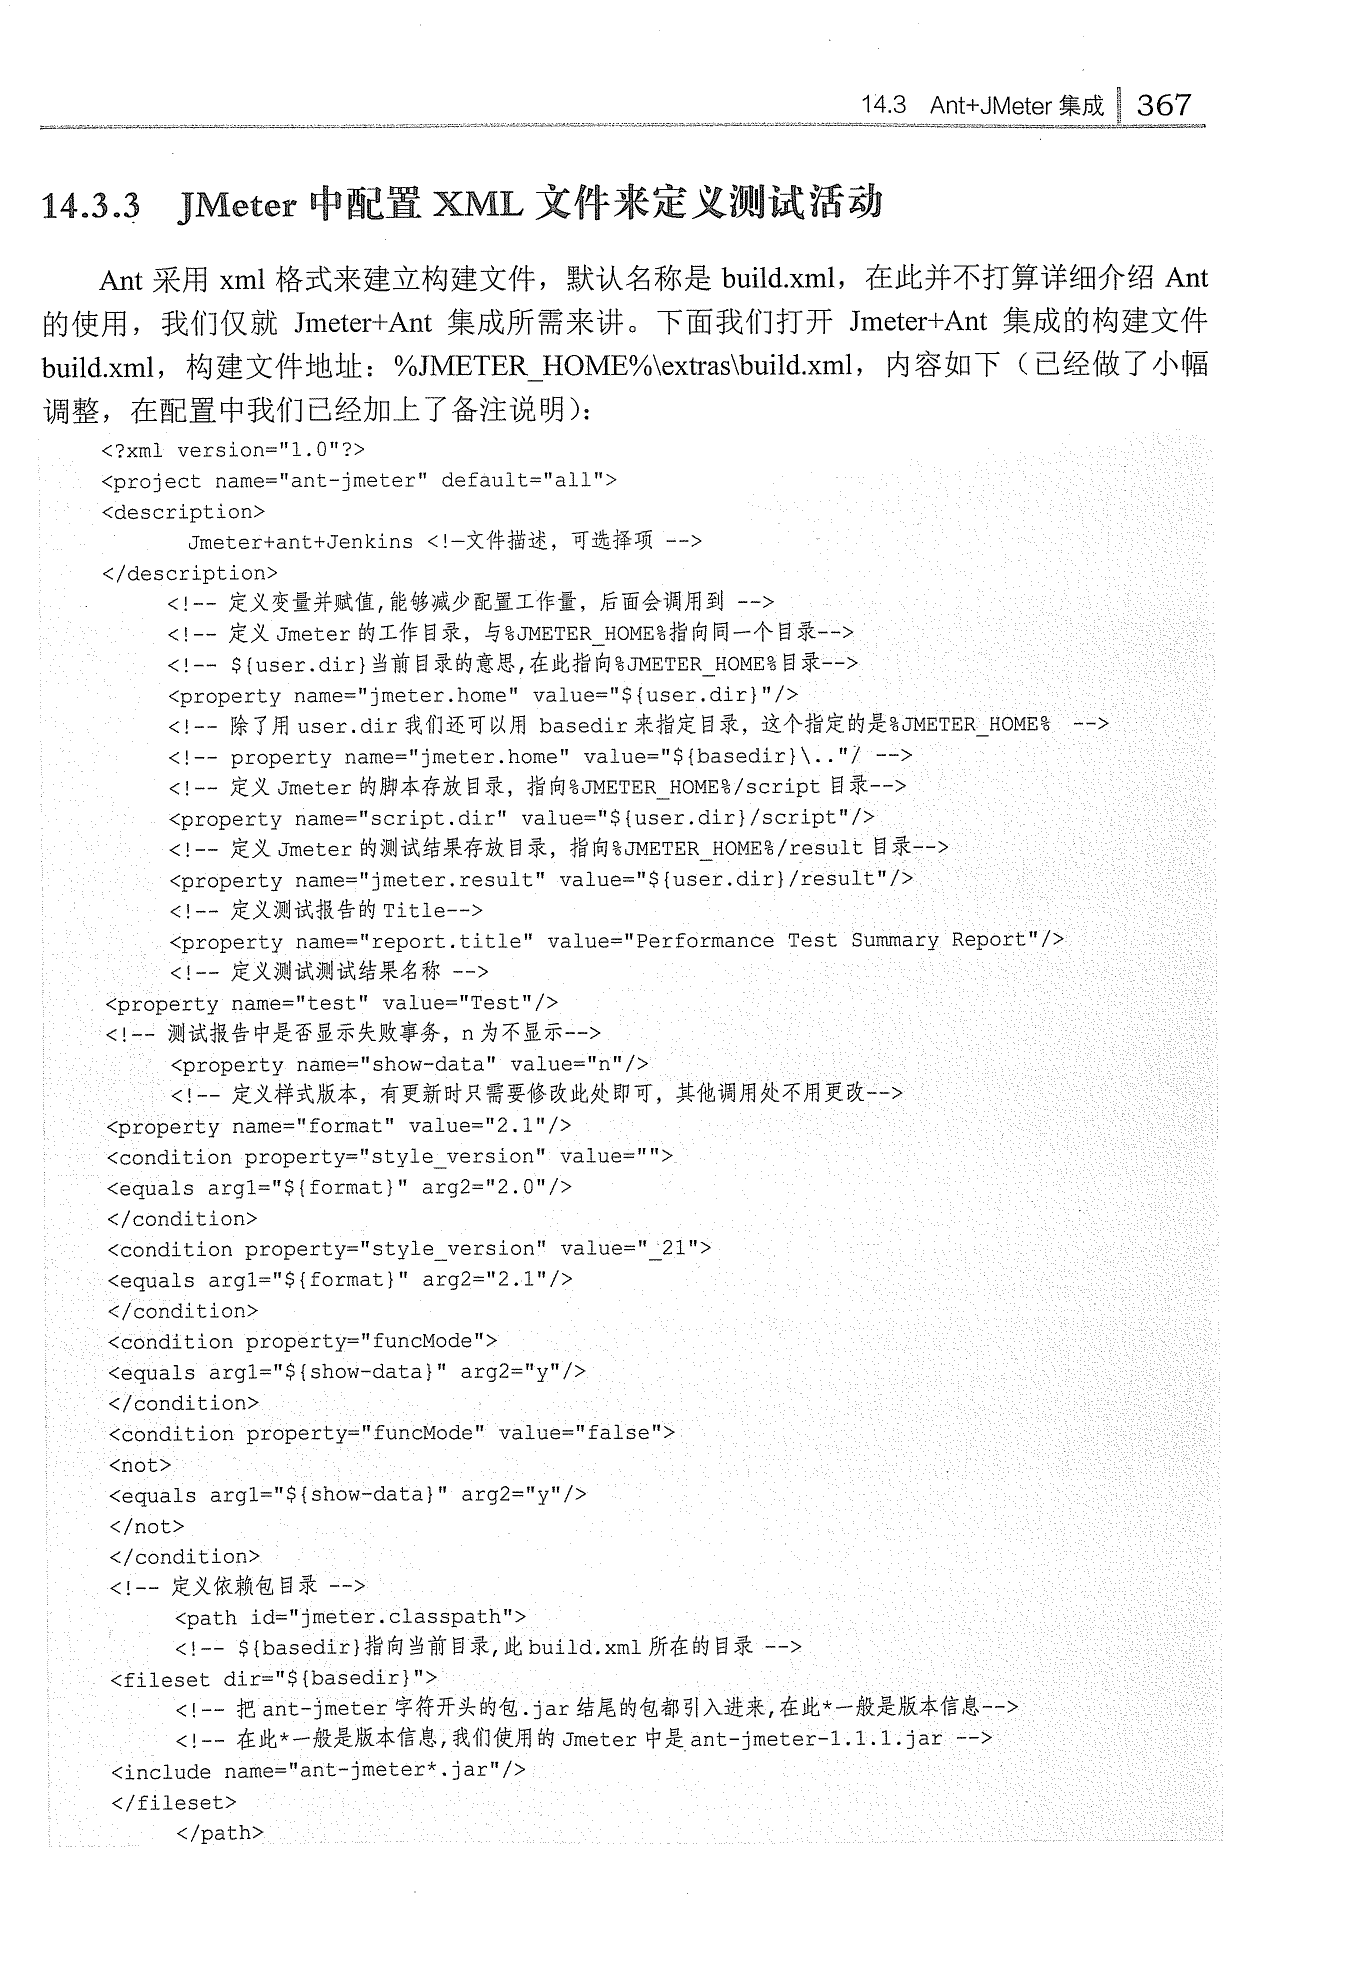 14.3 Ant+JMeter 集成 367
14.3.3 JMeter 中配置 XML 文件来定义测试活动
Ant 采用 xml 格式来建立构建文件，默认名称是 build.xml，在此并不打算详细介绍 Ant
的使用，我们仅就 Jmeter+Ant 集成所需来讲。下面我们打开 Jmeter+Ant 集成的构建文件
build.xml，构建文件地址：%JMETER_HOME%\extras\build.xml，内容如下（已经做了小幅
调整，在配置中我们已经加上了备注说明）：
<?xml version="1.0"?>
<project name="ant-jmeter" default="all">
<description>
Jmeter+ant+Jenkins <!—文件描述，可选择项 -->
</description>
<!-- 定义变量并赋值,能够减少配置工作量，后面会调用到 -->
<!-- 定义 Jmeter 的工作目录，与%JMETER_HOME%指向同一个目录-->
<!-- ${user.dir}当前目录的意思,在此指向%JMETER_HOME%目录-->
<property name="jmeter.home" value="${user.dir}"/>
<!-- 除了用 user.dir 我们还可以用 basedir 来指定目录，这个指定的是%JMETER_HOME% -->
<!-- property name="jmeter.home" value="${basedir}\.."/ -->
<!-- 定义 Jmeter 的脚本存放目录，指向%JMETER_HOME%/script 目录-->
<property name="script.dir" value="${user.dir}/script"/>
<!-- 定义 Jmeter 的测试结果存放目录，指向%JMETER_HOME%/result 目录-->
<property name="jmeter.result" value="${user.dir}/result"/>
<!-- 定义测试报告的 Title-->
<property name="report.title" value="Performance Test Summary Report"/>
<!-- 定义测试测试结果名称 -->
<property name="test" value="Test"/>
<!-- 测试报告中是否显示失败事务，n 为不显示-->
<property name="show-data" value="n"/>
<!-- 定义样式版本，有更新时只需要修改此处即可，其他调用处不用更改-->
<property name="format" value="2.1"/>
<condition property="style_version" value="">
<equals arg1="${format}" arg2="2.0"/>
</condition>
<condition property="style_version" value="_21">
<equals arg1="${format}" arg2="2.1"/>
</condition>
<condition property="funcMode">
<equals arg1="${show-data}" arg2="y"/>
</condition>
<condition property="funcMode" value="false">
<not>
<equals arg1="${show-data}" arg2="y"/>
</not>
</condition>
<!-- 定义依赖包目录 -->
<path id="jmeter.classpath">
<!-- ${basedir}指向当前目录,此 build.xml 所在的目录 -->
<fileset dir="${basedir}">
<!-- 把 ant-jmeter 字符开头的包.jar 结尾的包都引入进来,在此*一般是版本信息-->
<!-- 在此*一般是版本信息,我们使用的 Jmeter 中是 ant-jmeter-1.1.1.jar -->
<include name="ant-jmeter*.jar"/>
</fileset>
</path>